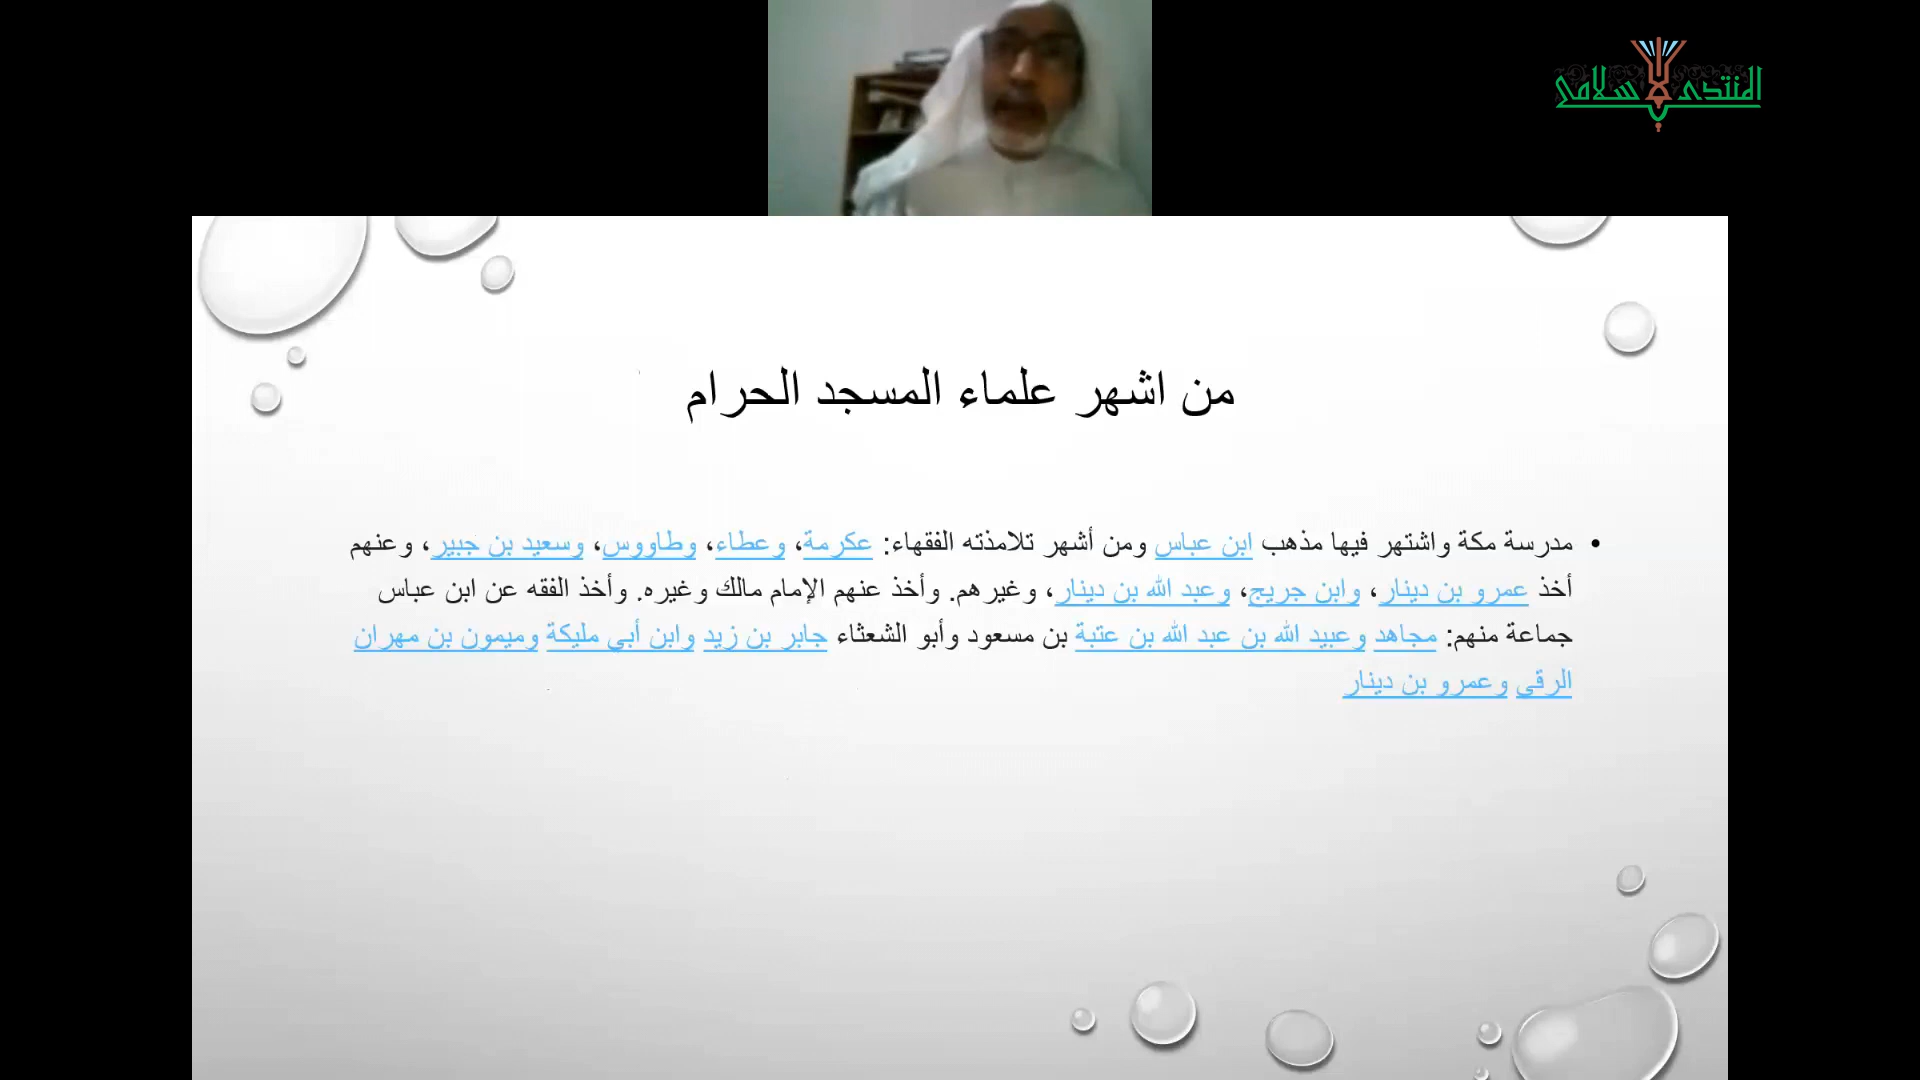 المنتدى الإسلامي
من اشهر علماء المسجد الحرام
• مدرسة مكة واشتهر فيها مذهب ابن عباس ومن أشهر تلامذته الفقهاء: عكرمة، وعطاء، وطاووس، وسعيد بن جبير، وعنهم
أخذ عمرو بن دينار، وابن جريج، وعبد الله بن دينار، وغيرهم. وأخذ عنهم الإمام مالك وغيره. وأخذ الفقه عن ابن عباس
جماعة منهم: مجاهد وعبيد الله بن عبد الله بن عتبة بن مسعود وأبو الشعثاء جابر بن زيد وابن أبي مليكة وميمون بن مهران
الرقي وعمرو بن دينار